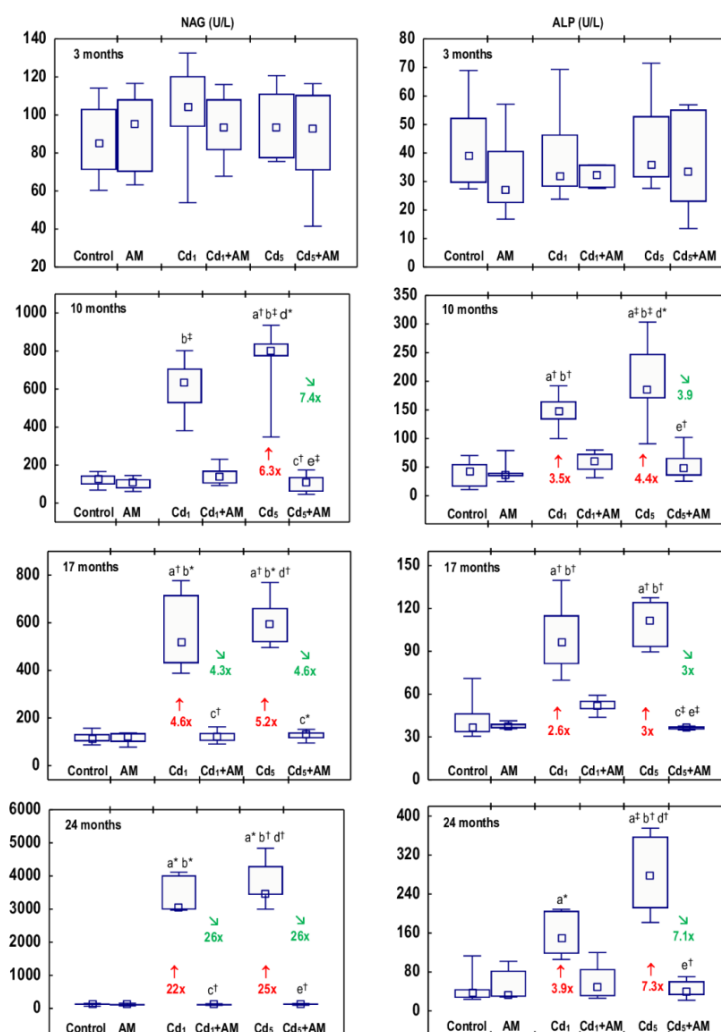 NAG (U/L)
3 months
140
120
100
80
60
40
20
Control AM Cd₁ Cd₁+AM Cd₅ Cd₅+AM
ALP (U/L)
3 months
80
70
60
50
40
30
20
10
0
Control AM Cd₁ Cd₁+AM Cd₅ Cd₅+AM
10 months
1000
800
600
400
200
0
b‡
a† b‡ d*
↘
7.4x
↑
6.3x
c† e‡
Control AM Cd₁ Cd₁+AM Cd₅ Cd₅+AM
10 months
350
300
250
200
150
100
50
0
a† b†
a‡ b‡ d*
↘
3.9
e†
↑ ↑
3.5x 4.4x
Control AM Cd₁ Cd₁+AM Cd₅ Cd₅+AM
17 months
800
600
400
200
0
a† b*
a† b* d†
↘ ↘
4.3x 4.6x
↑ ↑
4.6x 5.2x
c† c*
Control AM Cd₁ Cd₁+AM Cd₅ Cd₅+AM
17 months
150
120
90
60
30
0
a† b†
a† b†
↘
3x
↑ ↑
2.6x 3x
c‡ e‡
Control AM Cd₁ Cd₁+AM Cd₅ Cd₅+AM
24 months
6000
5000
4000
3000
2000
1000
0
a* b*
a* b† d†
↘ ↘
26x 26x
↑ ↑
22x 25x
c† e†
Control AM Cd₁ Cd₁+AM Cd₅ Cd₅+AM
24 months
400
320
240
160
80
0
a*
a‡ b† d†
↘
7.1x
↑ ↑
3.9x 7.3x
e†
Control AM Cd₁ Cd₁+AM Cd₅ Cd₅+AM